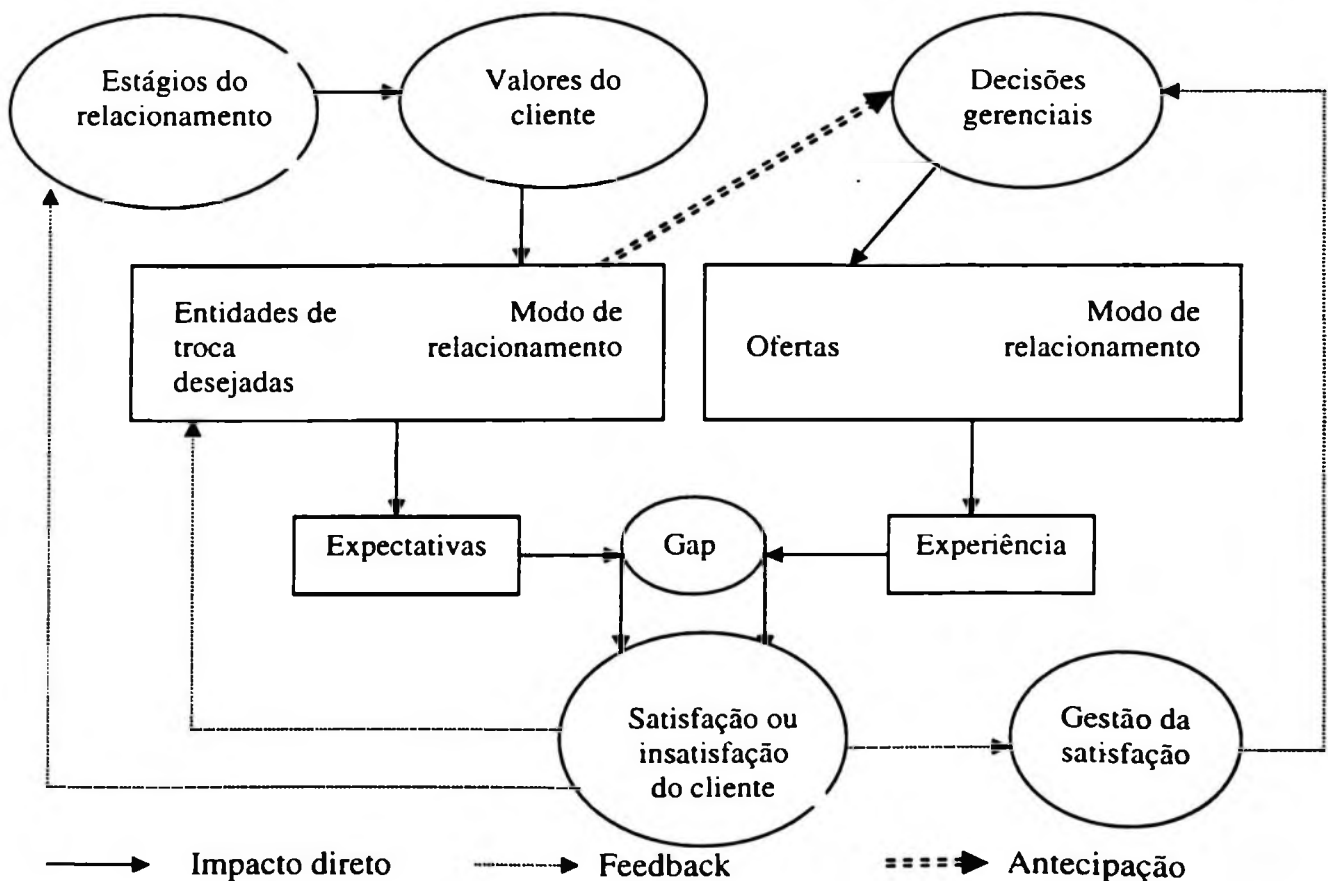 Estágios do
relacionamento
Valores do
cliente
Decisões
gerenciais
Entidades de
troca
desejadas
Modo de
relacionamento
Ofertas
Modo de
relacionamento
Expectativas
Gap
Experiência
Satisfação ou
insatisfação
do cliente
Gestão da
satisfação
Impacto direto
Feedback
Antecipação